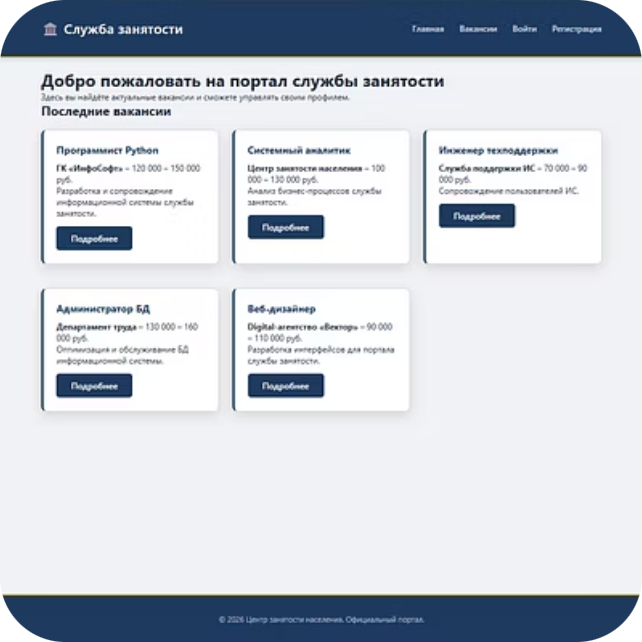 Служба занятости
Главная Вакансии Войти Регистрация
Добро пожаловать на портал службы занятости
Здесь вы найдёте актуальные вакансии и сможете управлять своим профилем.
Последние вакансии
Программист Python
ГК «ИнфоСофт» – 120 000 – 150 000
руб.
Разработка и сопровождение
информационной системы службы
занятости.
Подробнее
Системный аналитик
Центр занятости населения – 100
000 – 130 000 руб.
Анализ бизнес-процессов службы
занятости.
Подробнее
Инженер техподдержки
Служба поддержки ИС – 70 000 – 90
000 руб.
Сопровождение пользователей ИС.
Подробнее
Администратор БД
Департамент труда – 130 000 – 160
000 руб.
Оптимизация и обслуживание БД
информационной системы.
Подробнее
Веб-дизайнер
Digital-агентство «Вектор» – 90 000
– 110 000 руб.
Разработка интерфейсов для портала
службы занятости.
Подробнее
© 2026 Центр занятости населения. Официальный портал.